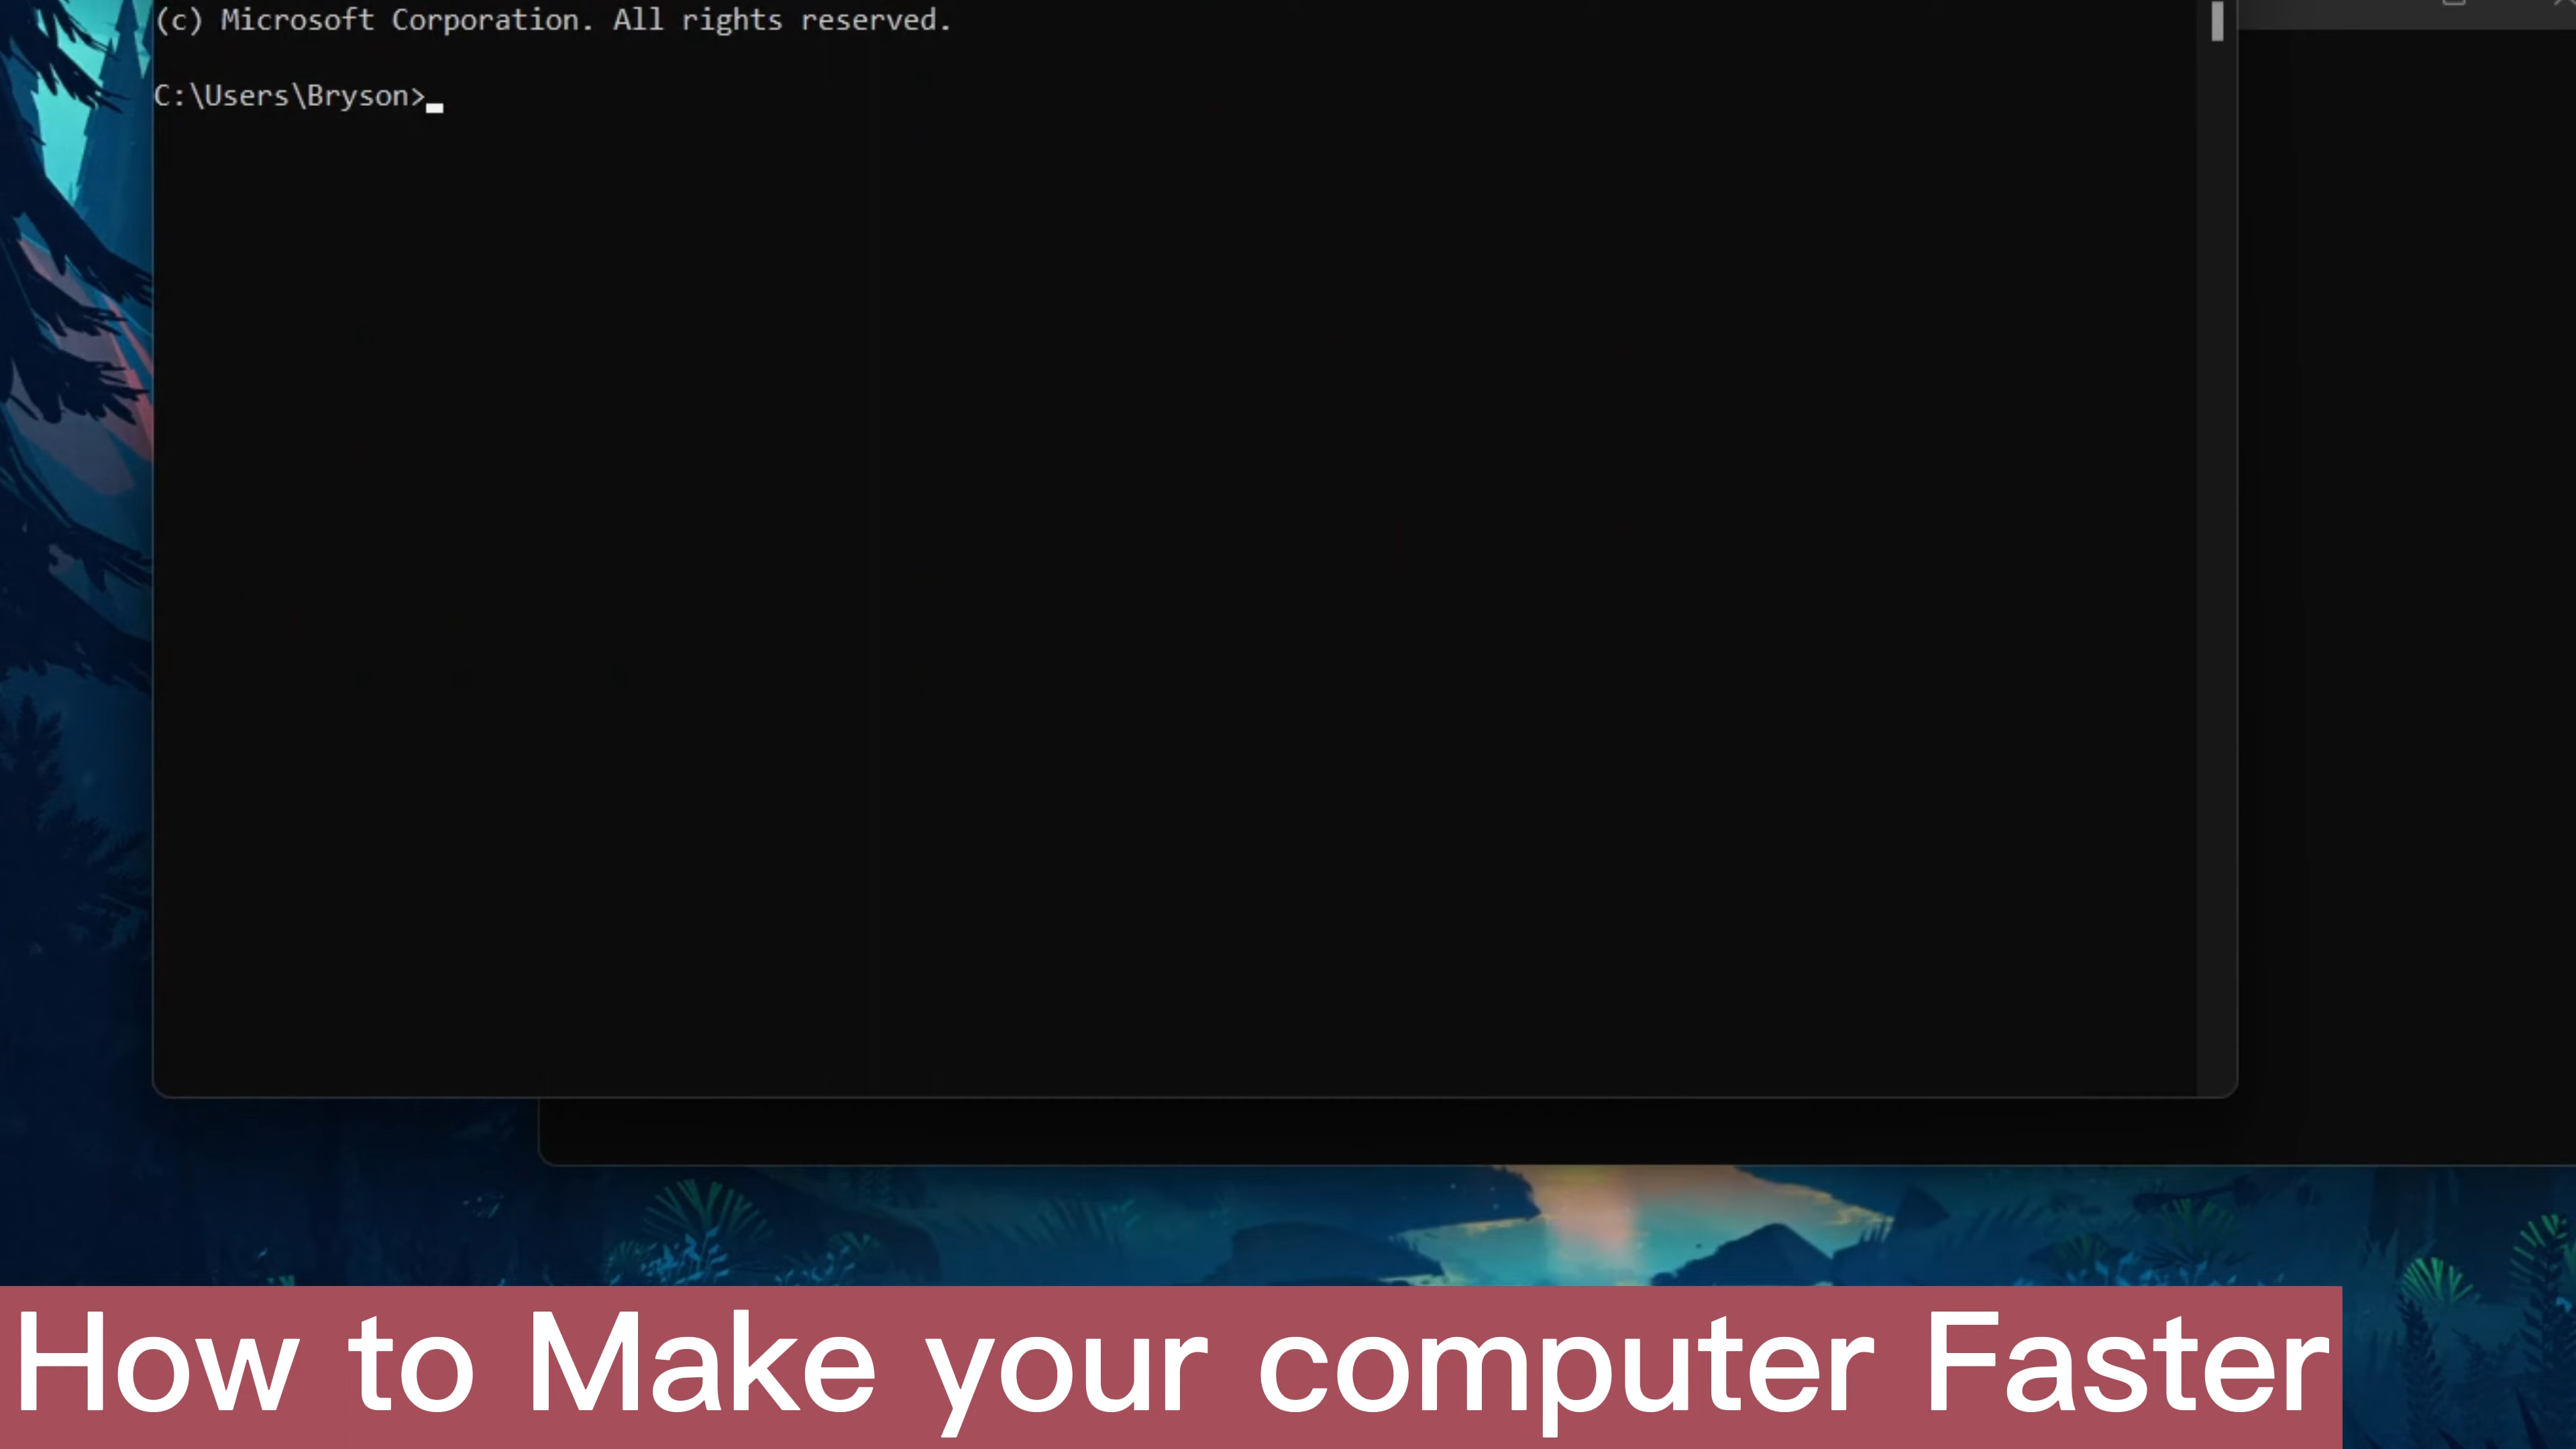 (c) Microsoft Corporation. All rights reserved.
C:\Users\Bryson>
How to Make your computer Faster